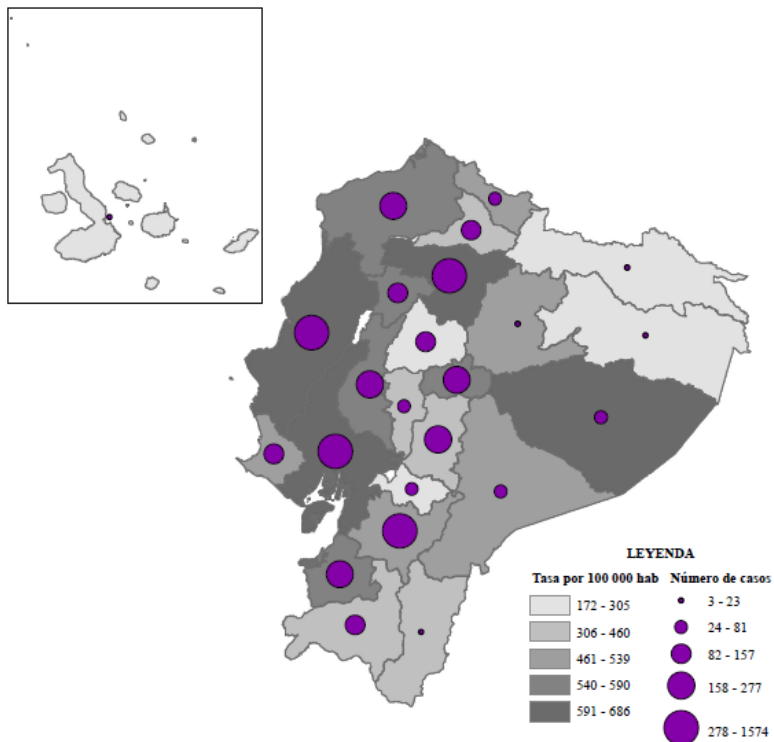 LEYENDA
Tasa por 100 000 hab Número de casos
172 - 305 3 - 23
306 - 460 24 - 81
461 - 539 82 - 157
540 - 590 158 - 277
591 - 686 278 - 1574